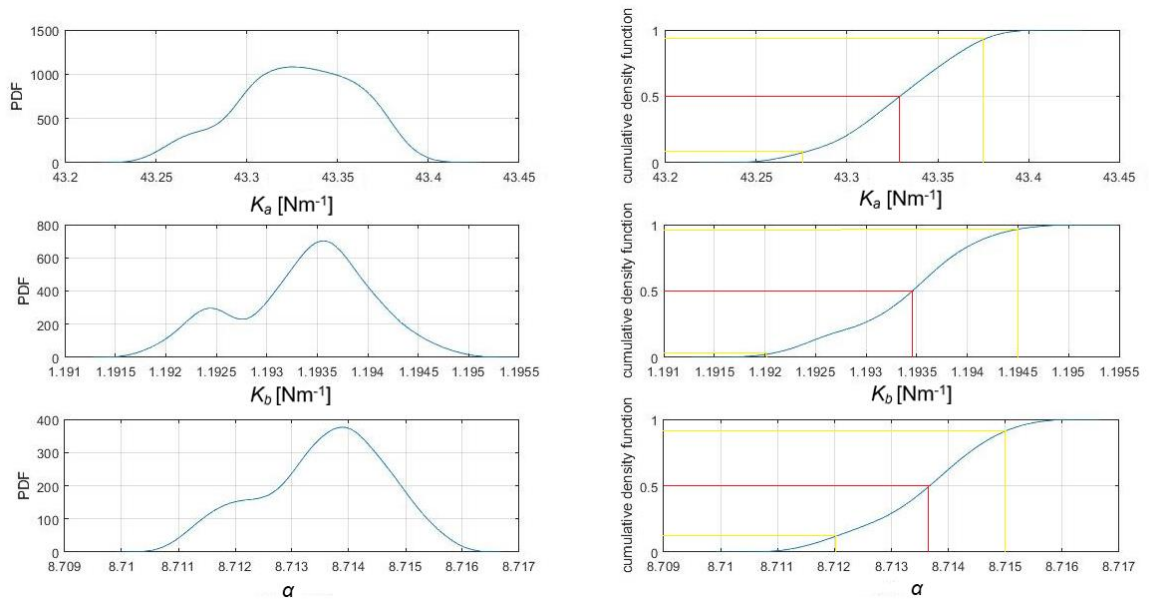 1500
1000
500
0
PDF
43.2 43.25 43.3 43.35 43.4 43.45
Ka [Nm-1]
1
0.5
0
cumulative density function
43.2 43.25 43.3 43.35 43.4 43.45
Ka [Nm-1]
800
600
400
200
0
PDF
1.191 1.1915 1.192 1.1925 1.193 1.1935 1.194 1.1945 1.195 1.1955
Kb [Nm-1]
1
0.5
0
cumulative density function
1.191 1.1915 1.192 1.1925 1.193 1.1935 1.194 1.1945 1.195 1.1955
Kb [Nm-1]
400
300
200
100
0
PDF
8.709 8.71 8.711 8.712 8.713 8.714 8.715 8.716 8.717
α
1
0.5
0
cumulative density function
8.709 8.71 8.711 8.712 8.713 8.714 8.715 8.716 8.717
α